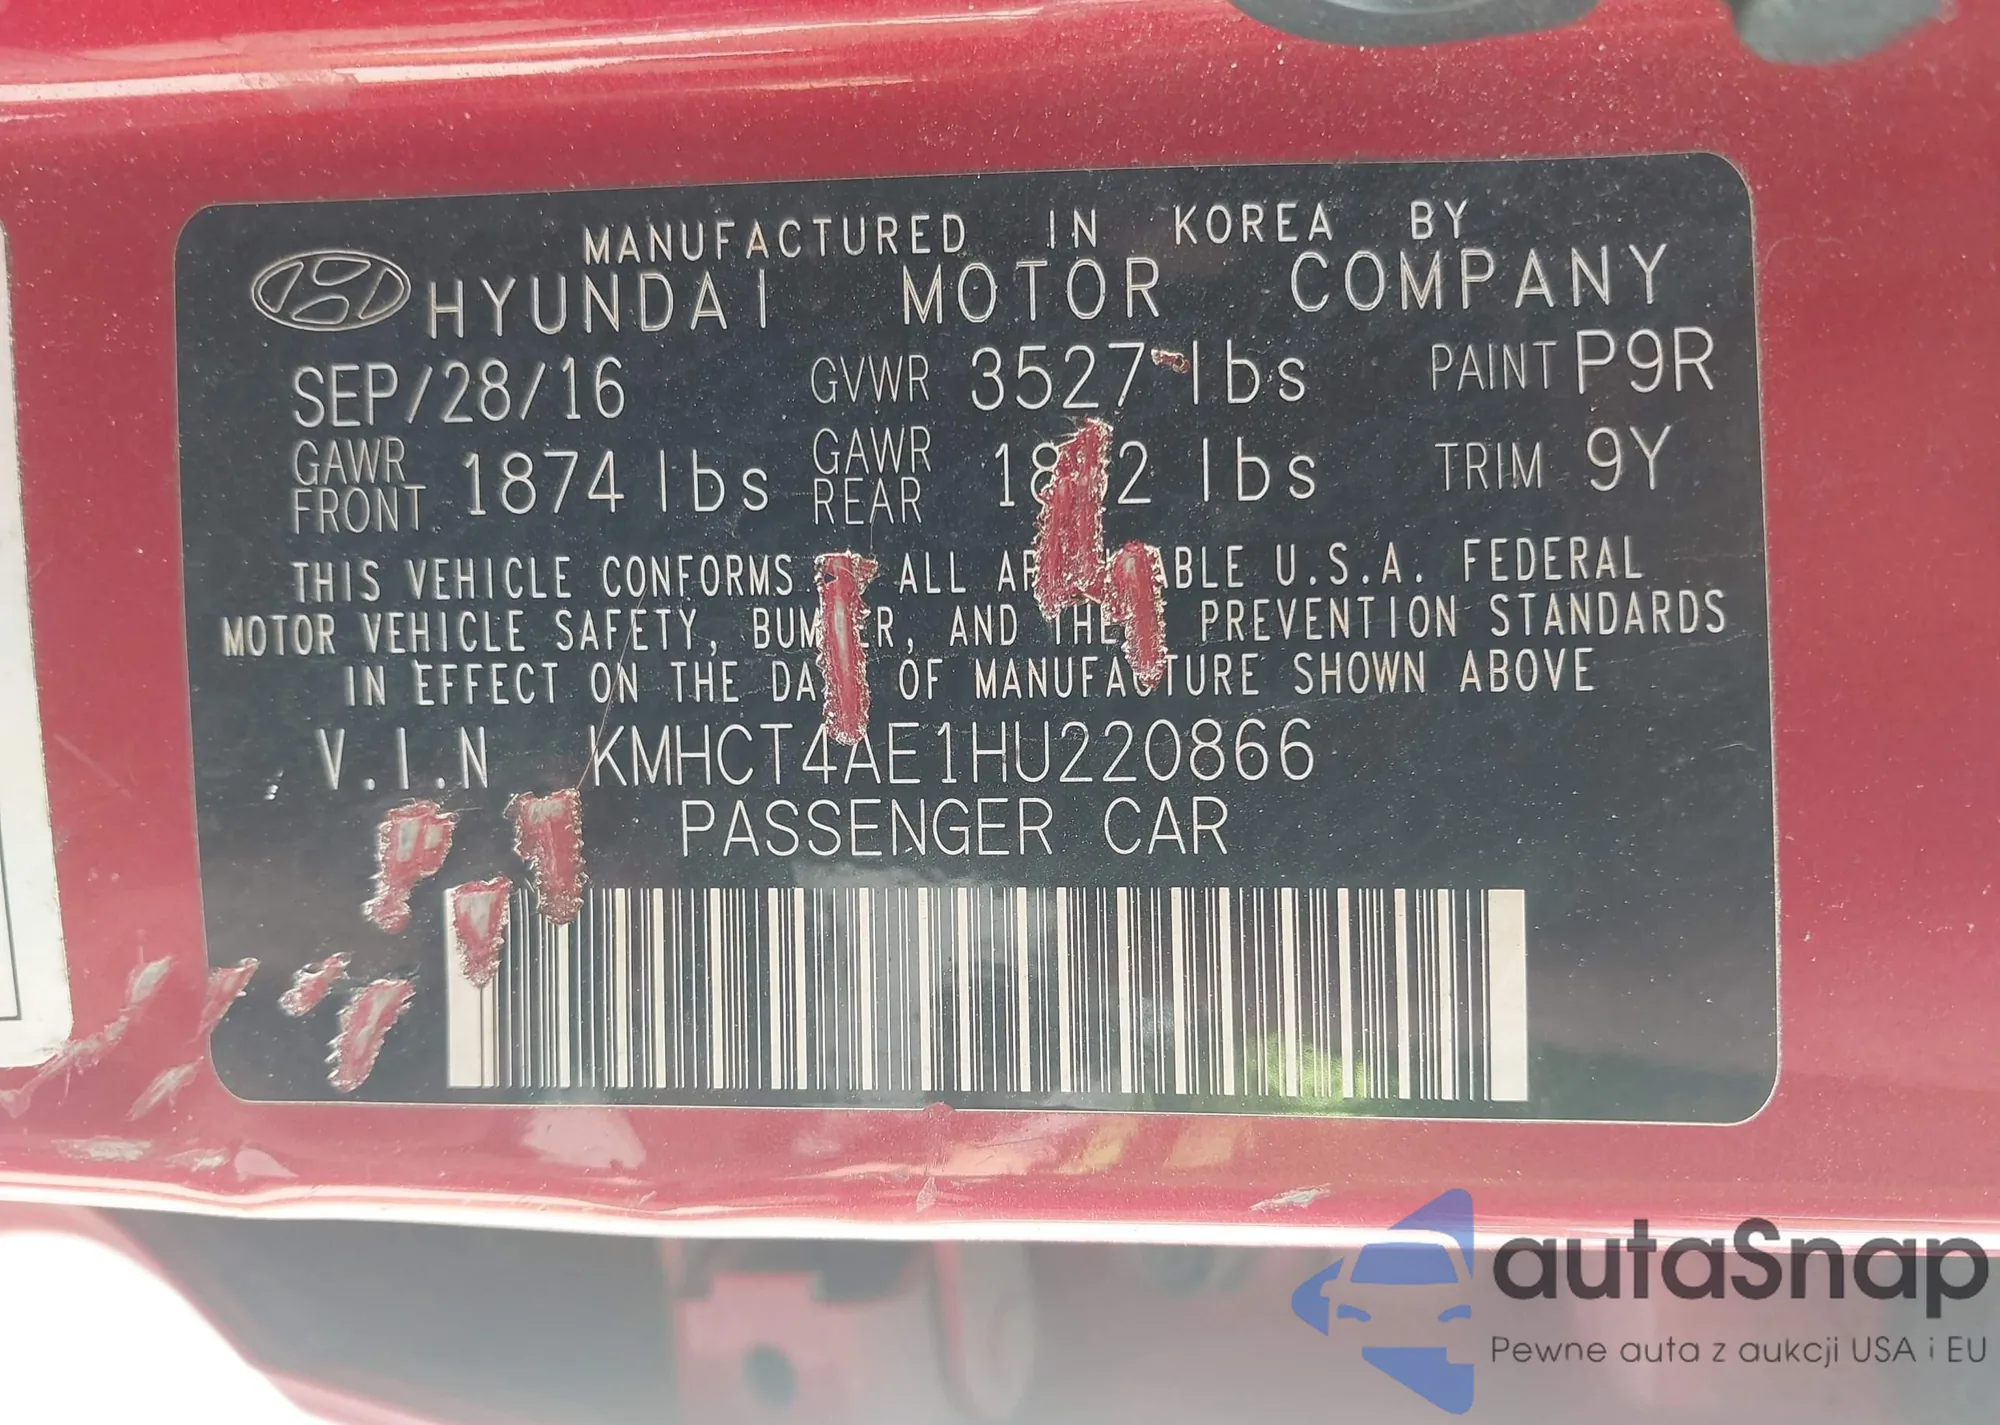 MANUFACTURED IN KOREA BY
HYUNDAI MOTOR COMPANY
SEP/28/16 GVWR 3527 lbs PAINT P9R
GAWR FRONT 1874 lbs GAWR REAR lbs TRIM 9Y
THIS VEHICLE CONFORMS ALL U.S.A. FEDERAL
MOTOR VEHICLE SAFETY, AND PREVENTION STANDARDS
IN EFFECT ON THE OF MANUFACTURE SHOWN ABOVE
V.I.N KMHCT4AE1HU220866
PASSENGER CAR
autaSnap
Pewne auta z aukcji USA i EU